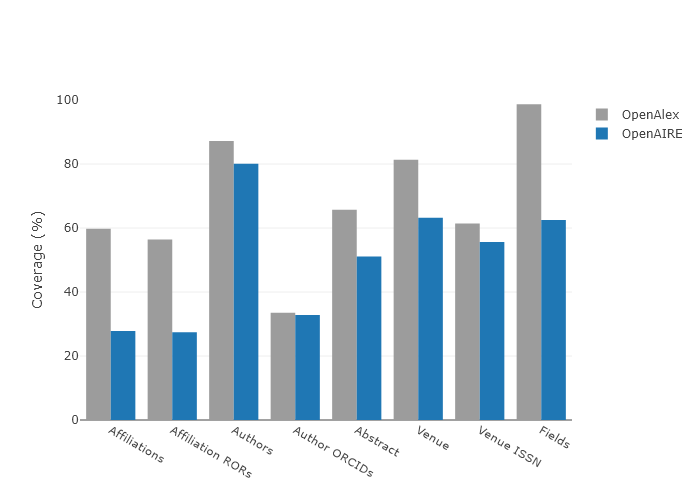 OpenAlex
OpenAIRE
Coverage (%)
100
80
60
40
20
0
Affiliations
Affiliation RORs
Authors
Author ORCIDs
Abstract
Venue
Venue ISSN
Fields